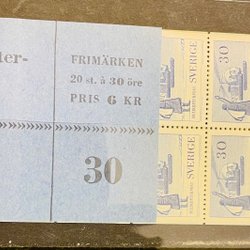 ter-
FRIMÄRKEN
20 st. à 30 öre
PRIS 6 KR
30
30
SVERIGE
30
SVERIGE